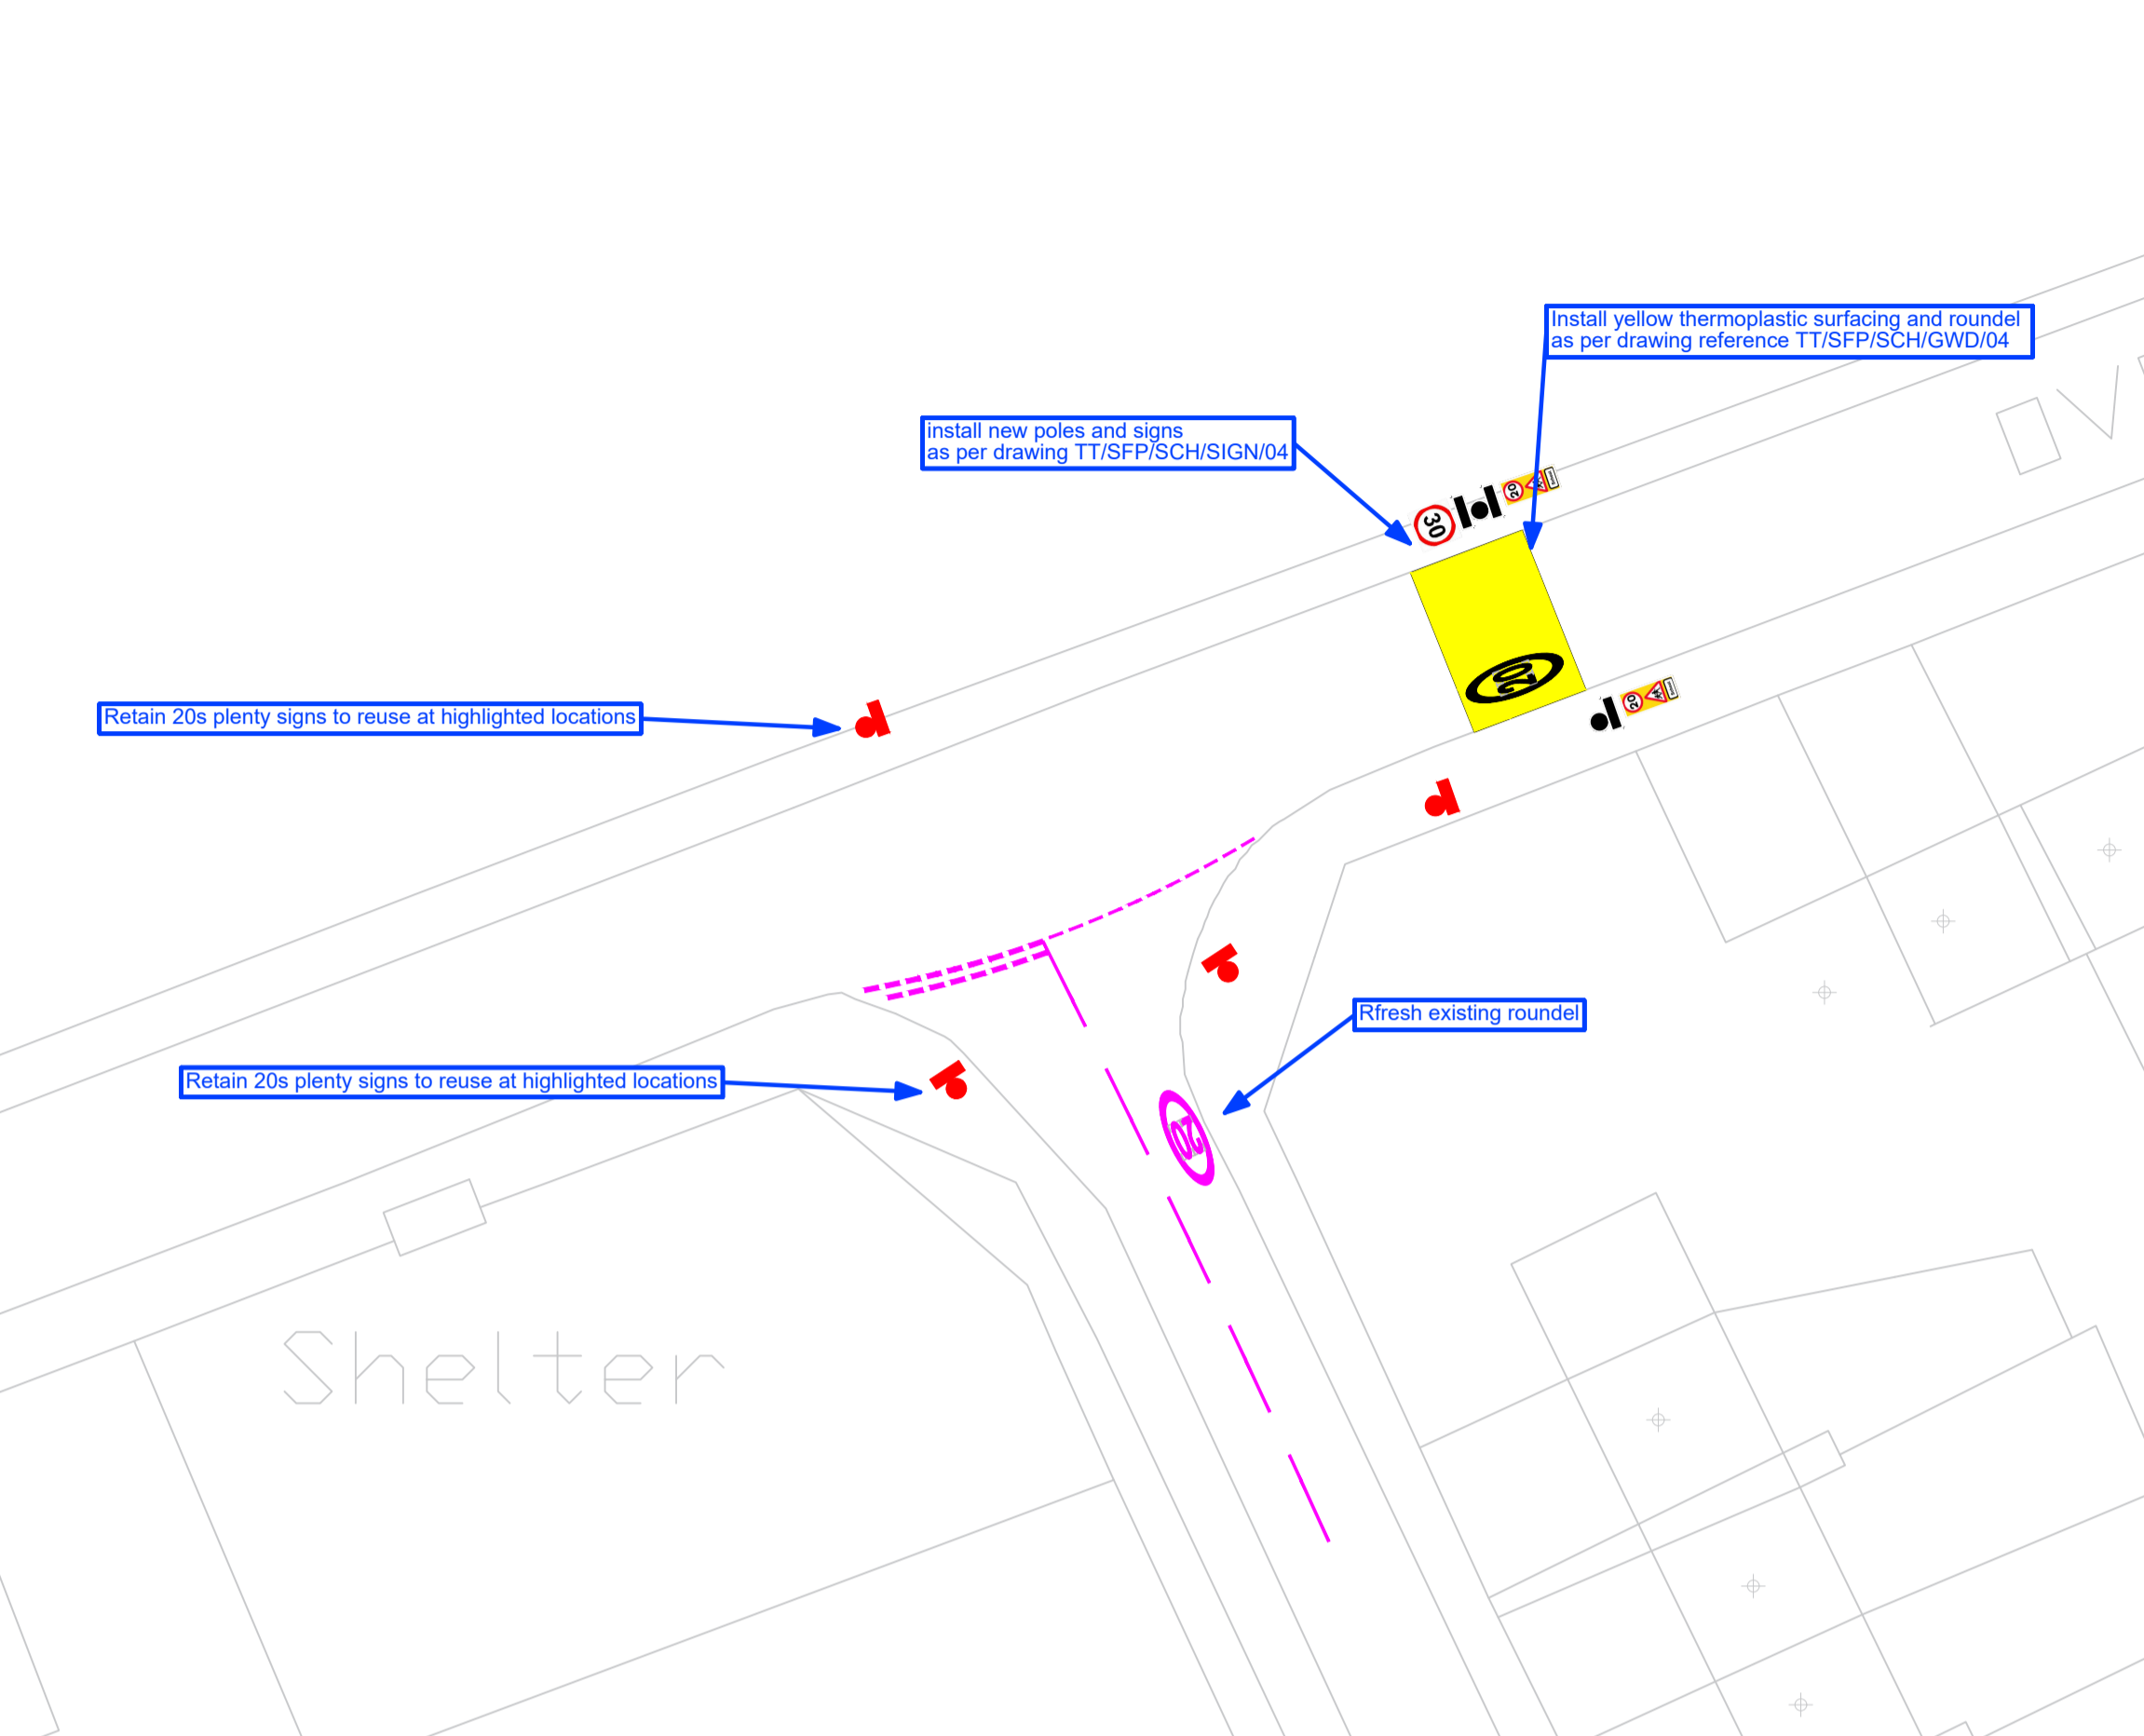 Install yellow thermoplastic surfacing and roundel
as per drawing reference TT/SFP/SCH/GWD/04
install new poles and signs
as per drawing TT/SFP/SCH/SIGN/04
20
30
20
20
Retain 20s plenty signs to reuse at highlighted locations
Rfresh existing roundel
Retain 20s plenty signs to reuse at highlighted locations
20
Shelter
V